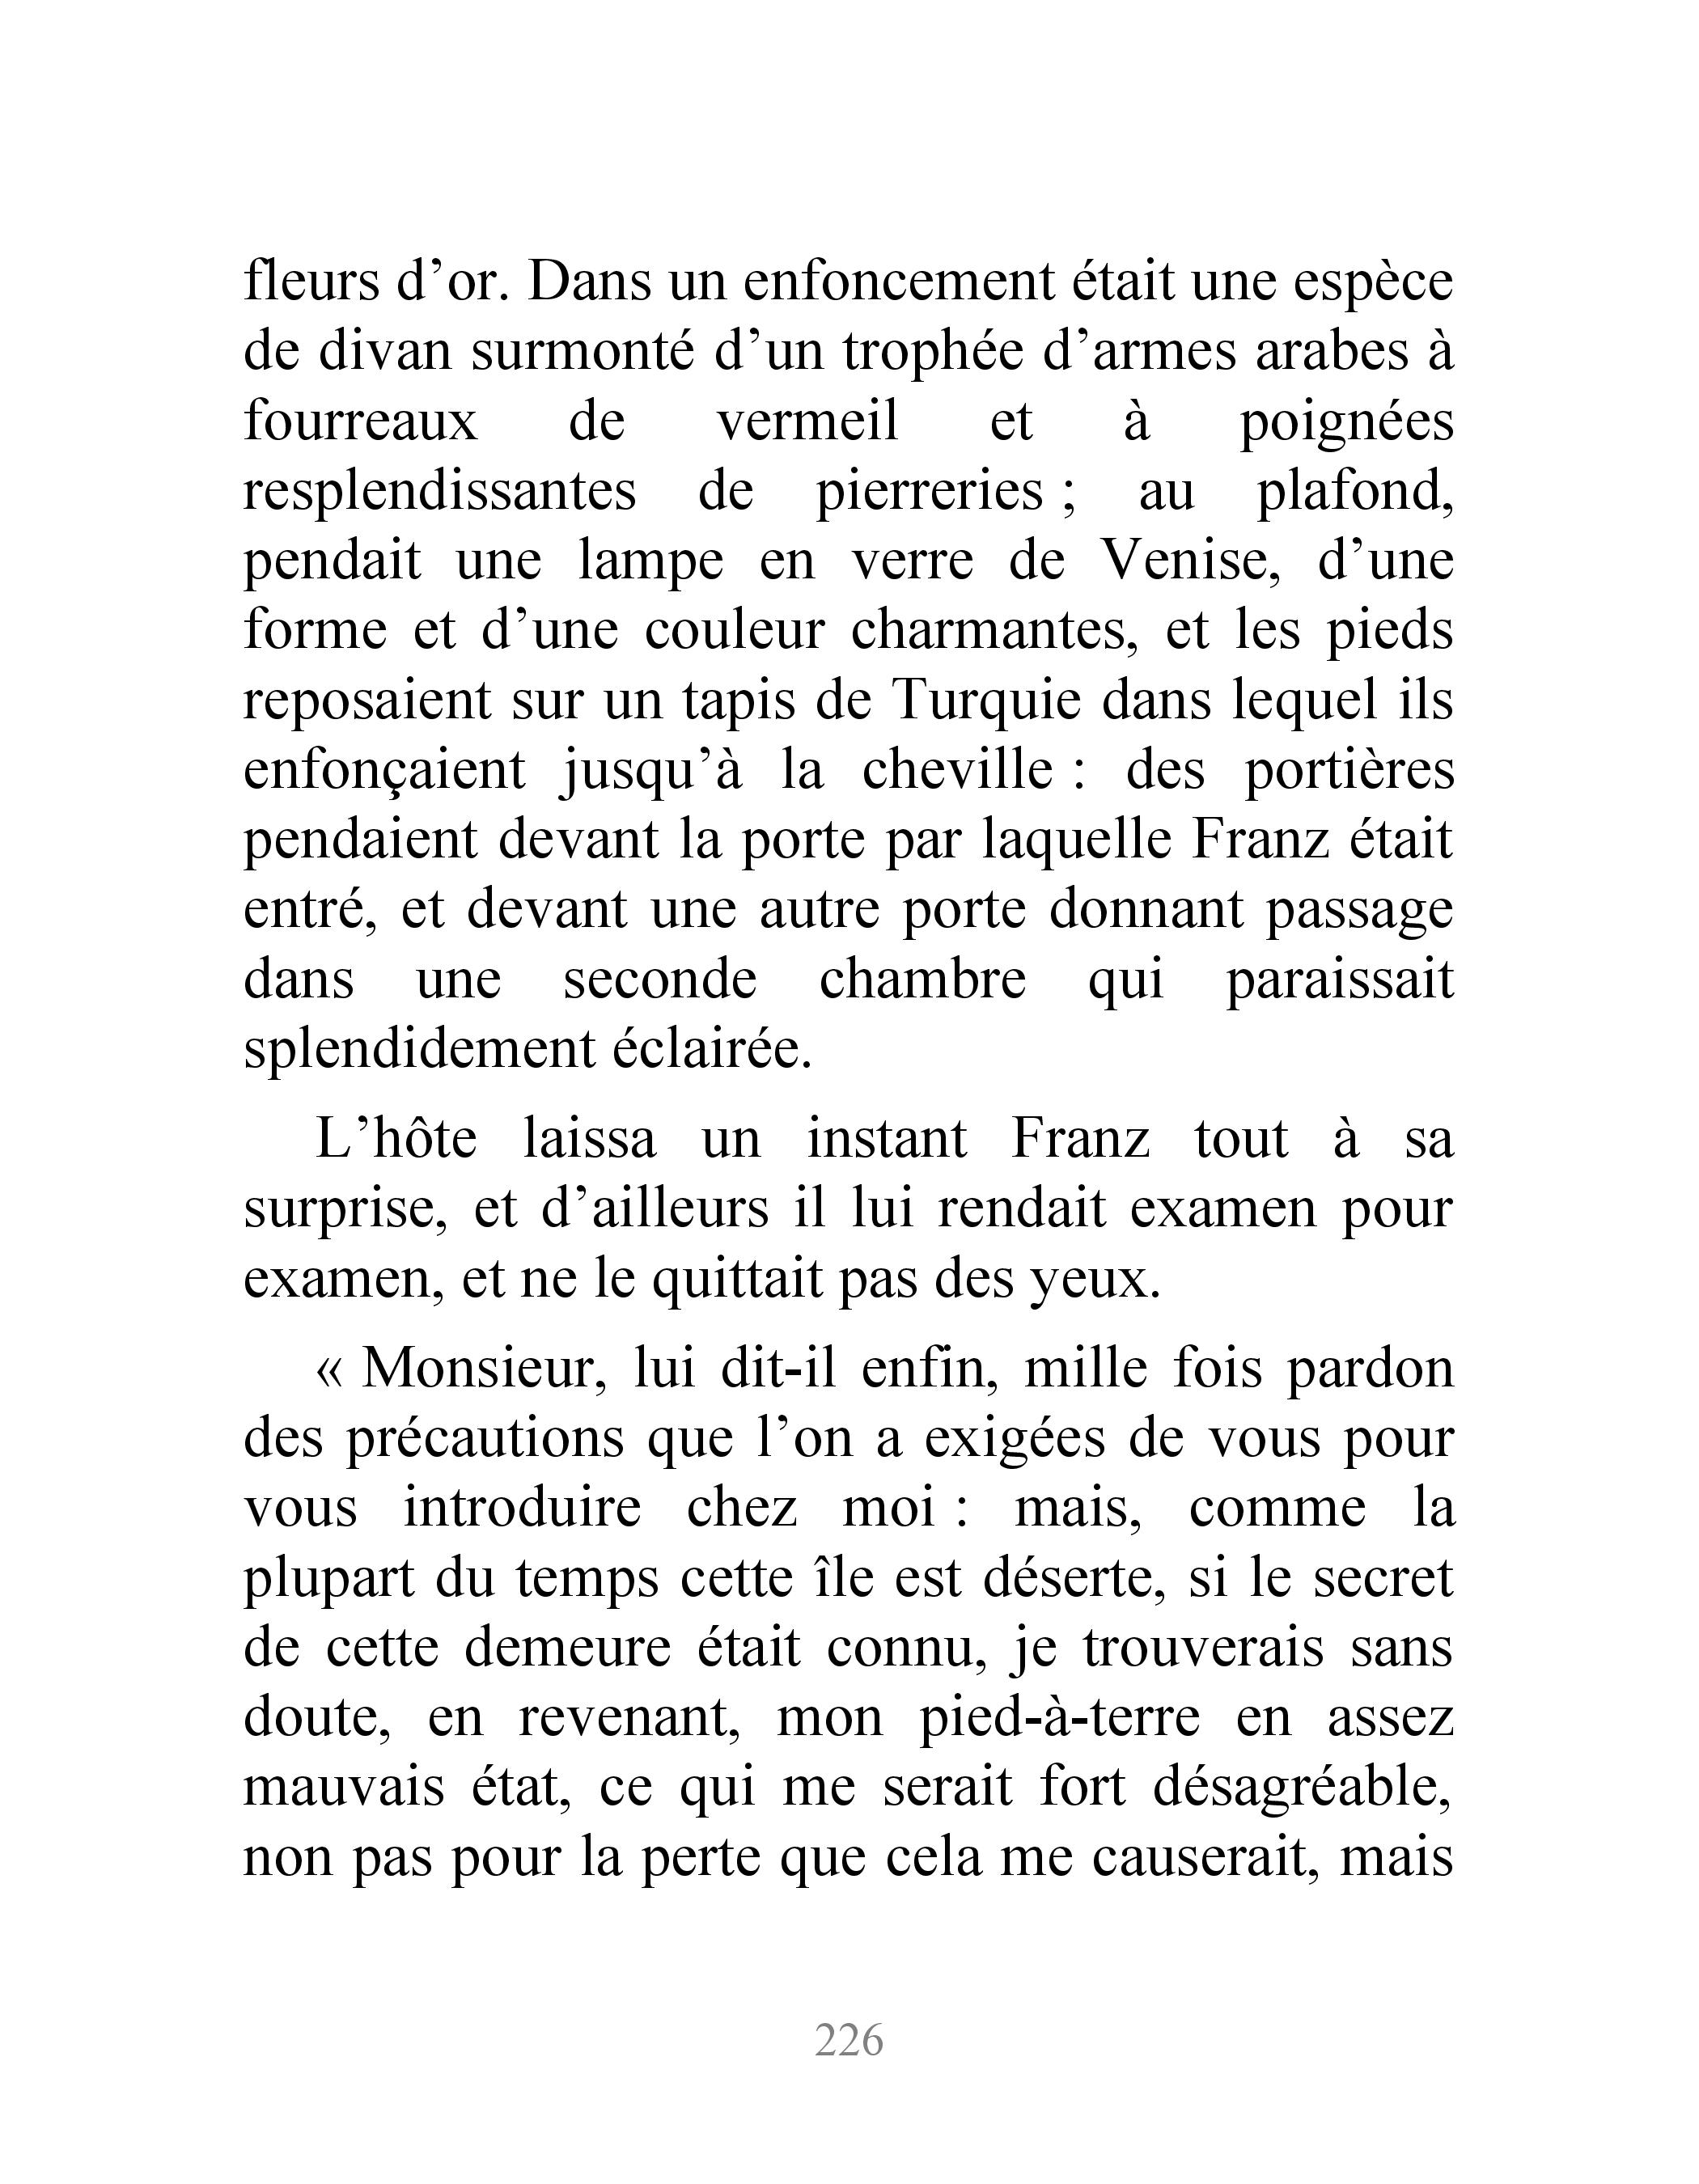 fleurs d’or. Dans un enfoncement était une espèce
de divan surmonté d’un trophée d’armes arabes à
fourreaux de vermeil et à poignées
resplendissantes de pierreries ; au plafond,
pendait une lampe en verre de Venise, d’une
forme et d’une couleur charmantes, et les pieds
reposaient sur un tapis de Turquie dans lequel ils
enfonçaient jusqu’à la cheville : des portières
pendaient devant la porte par laquelle Franz était
entré, et devant une autre porte donnant passage
dans une seconde chambre qui paraissait
splendidement éclairée.
L’hôte laissa un instant Franz tout à sa
surprise, et d’ailleurs il lui rendait examen pour
examen, et ne le quittait pas des yeux.
« Monsieur, lui dit-il enfin, mille fois pardon
des précautions que l’on a exigées de vous pour
vous introduire chez moi : mais, comme la
plupart du temps cette île est déserte, si le secret
de cette demeure était connu, je trouverais sans
doute, en revenant, mon pied-à-terre en assez
mauvais état, ce qui me serait fort désagréable,
non pas pour la perte que cela me causerait, mais
226